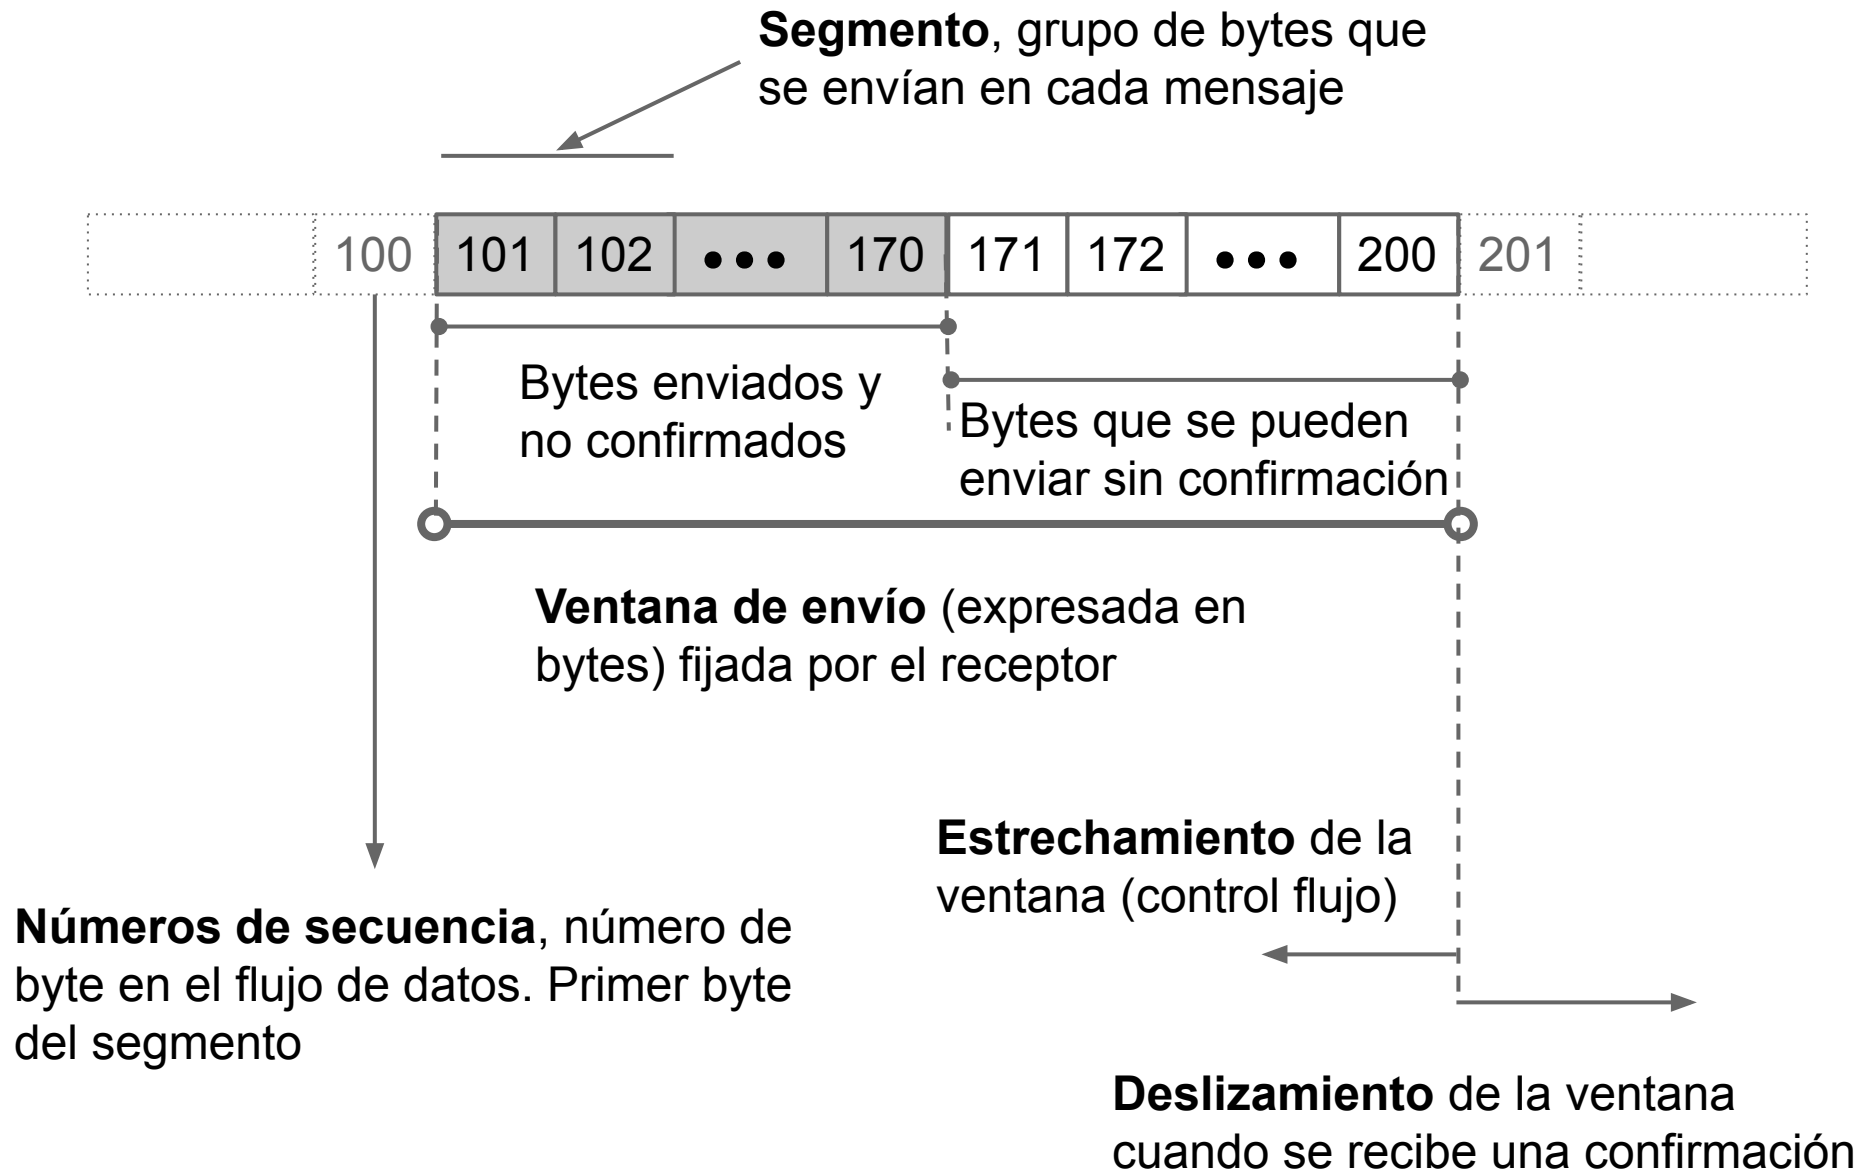 Segmento, grupo de bytes que
se envían en cada mensaje
100 101 102 ••• 170 171 172 ••• 200 201
Bytes enviados y
no confirmados
Bytes que se pueden
enviar sin confirmación
Ventana de envío (expresada en
bytes) fijada por el receptor
Estrechamiento de la
ventana (control flujo)
Números de secuencia, número de
byte en el flujo de datos. Primer byte
del segmento
Deslizamiento de la ventana
cuando se recibe una confirmación